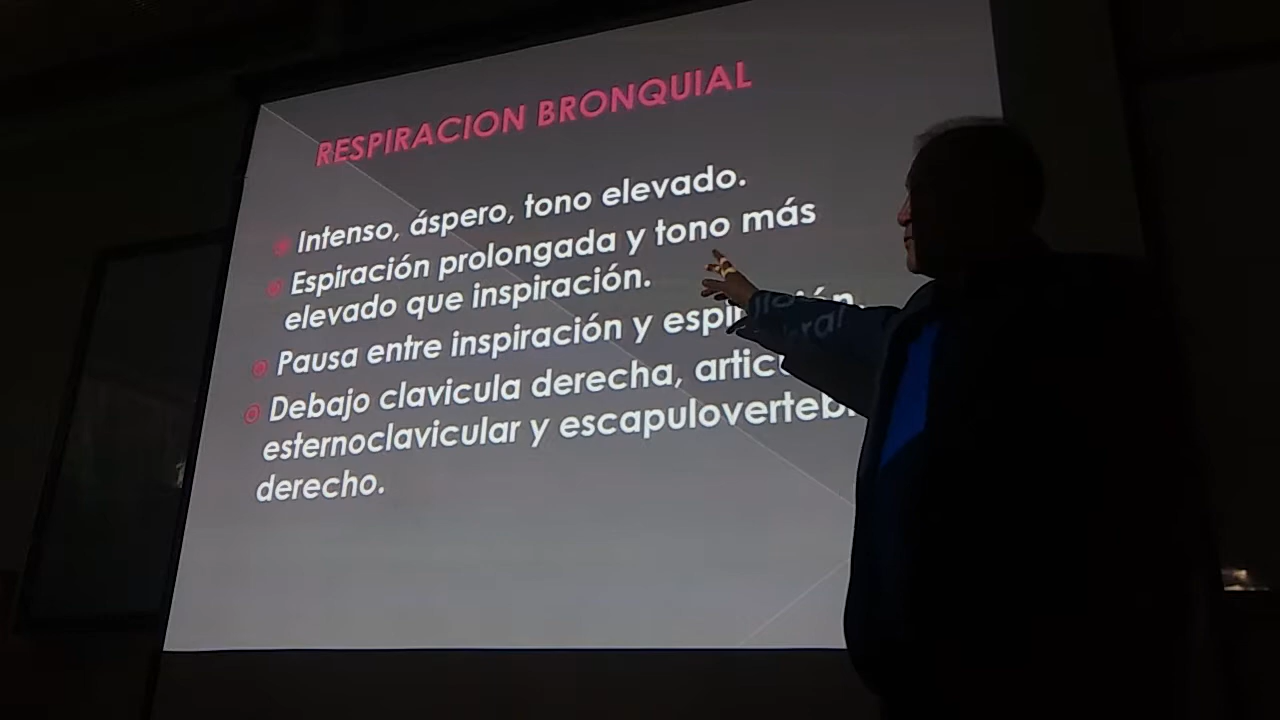 RESPIRACION BRONQUIAL
Intenso, áspero, tono elevado.
Espiración prolongada y tono más
elevado que inspiración.
Pausa entre inspiración y
Debajo clavicula derecha,
esternoclavicular y
derecho.